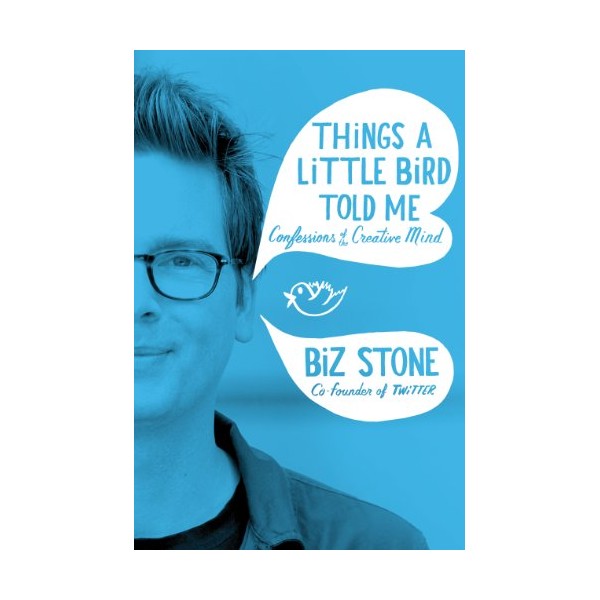 THiNGS A
LiTTLE BiRD
TOLD ME
Confessions of the Creative Mind
BiZ STONE
Co-founder of TWiTTER